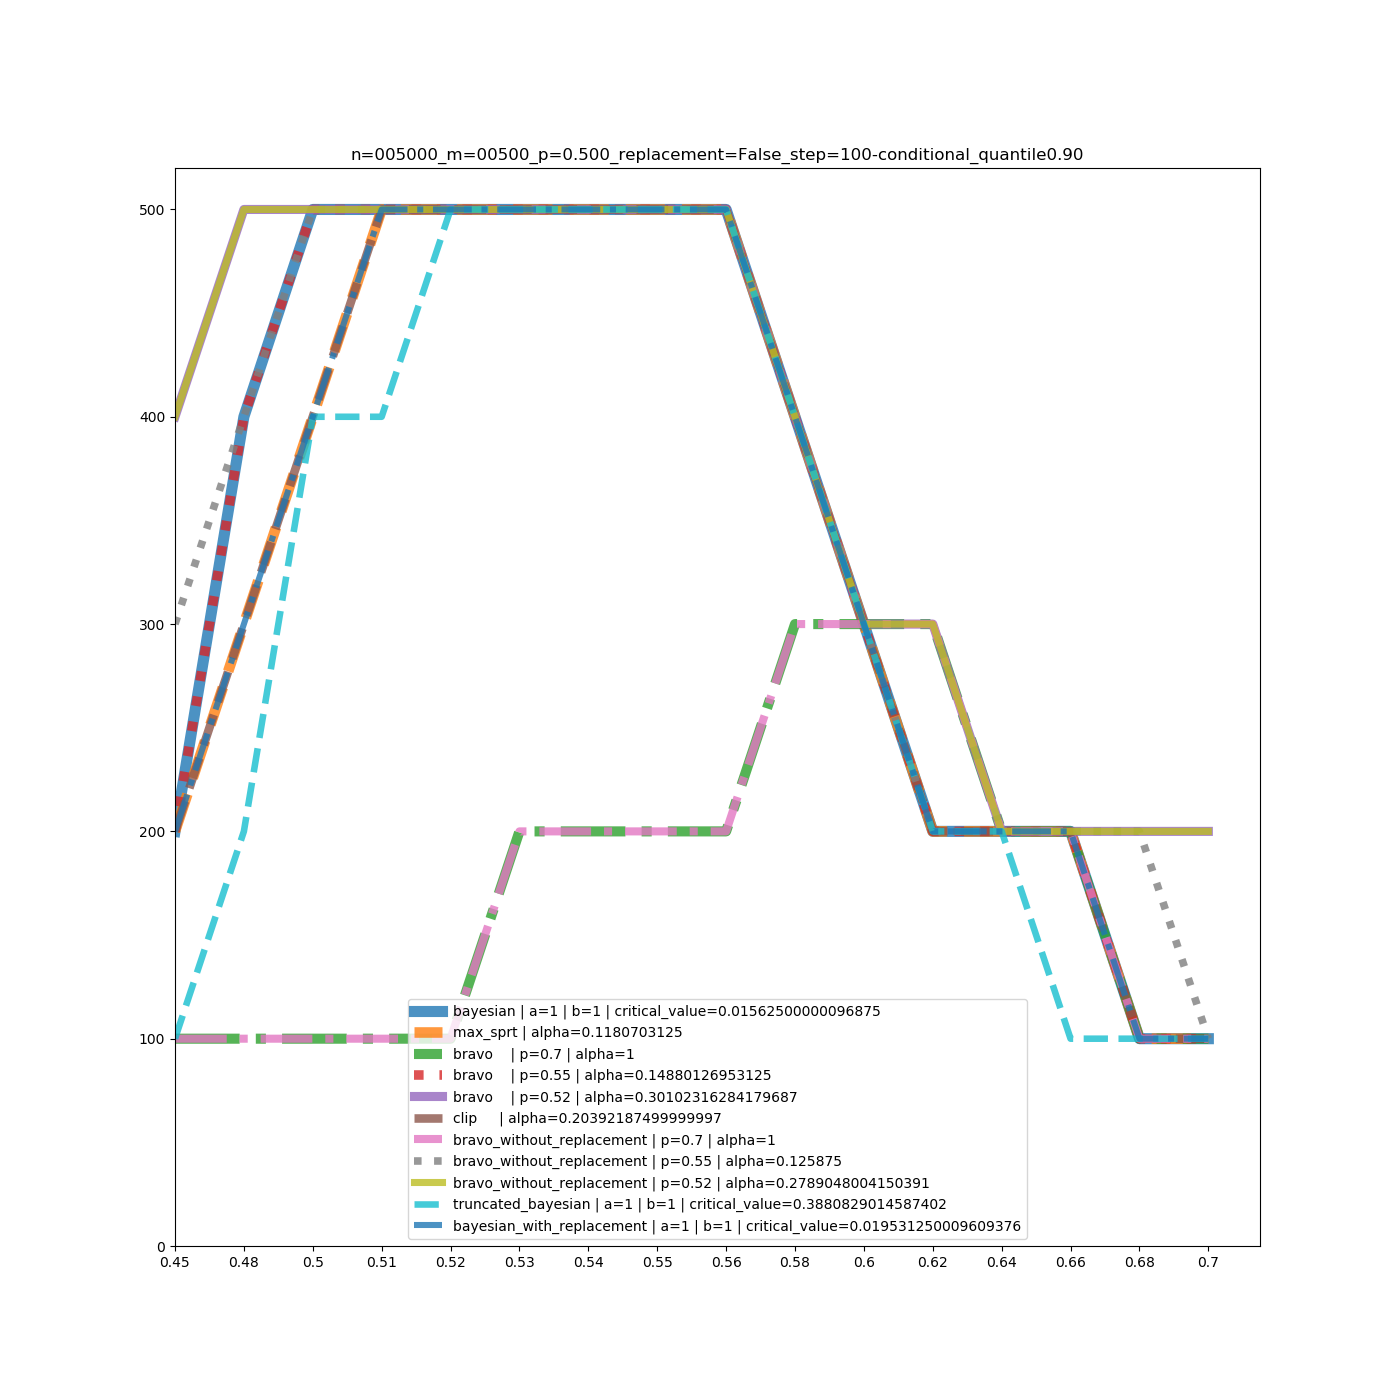 n=005000_m=00500_p=0.500_replacement=False_step=100-conditional_quantile0.90
500
400
300
200
100
0
bayesian | a=1 | b=1 | critical_value=0.01562500000096875
max_sprt | alpha=0.1180703125
bravo | p=0.7 | alpha=1
bravo | p=0.55 | alpha=0.14880126953125
bravo | p=0.52 | alpha=0.30102316284179687
clip | alpha=0.20392187499999997
bravo_without_replacement | p=0.7 | alpha=1
bravo_without_replacement | p=0.55 | alpha=0.125875
bravo_without_replacement | p=0.52 | alpha=0.2789048004150391
truncated_bayesian | a=1 | b=1 | critical_value=0.3880829014587402
bayesian_with_replacement | a=1 | b=1 | critical_value=0.019531250009609376
0.45 0.48 0.5 0.51 0.52 0.53 0.54 0.55 0.56 0.58 0.6 0.62 0.64 0.66 0.68 0.7